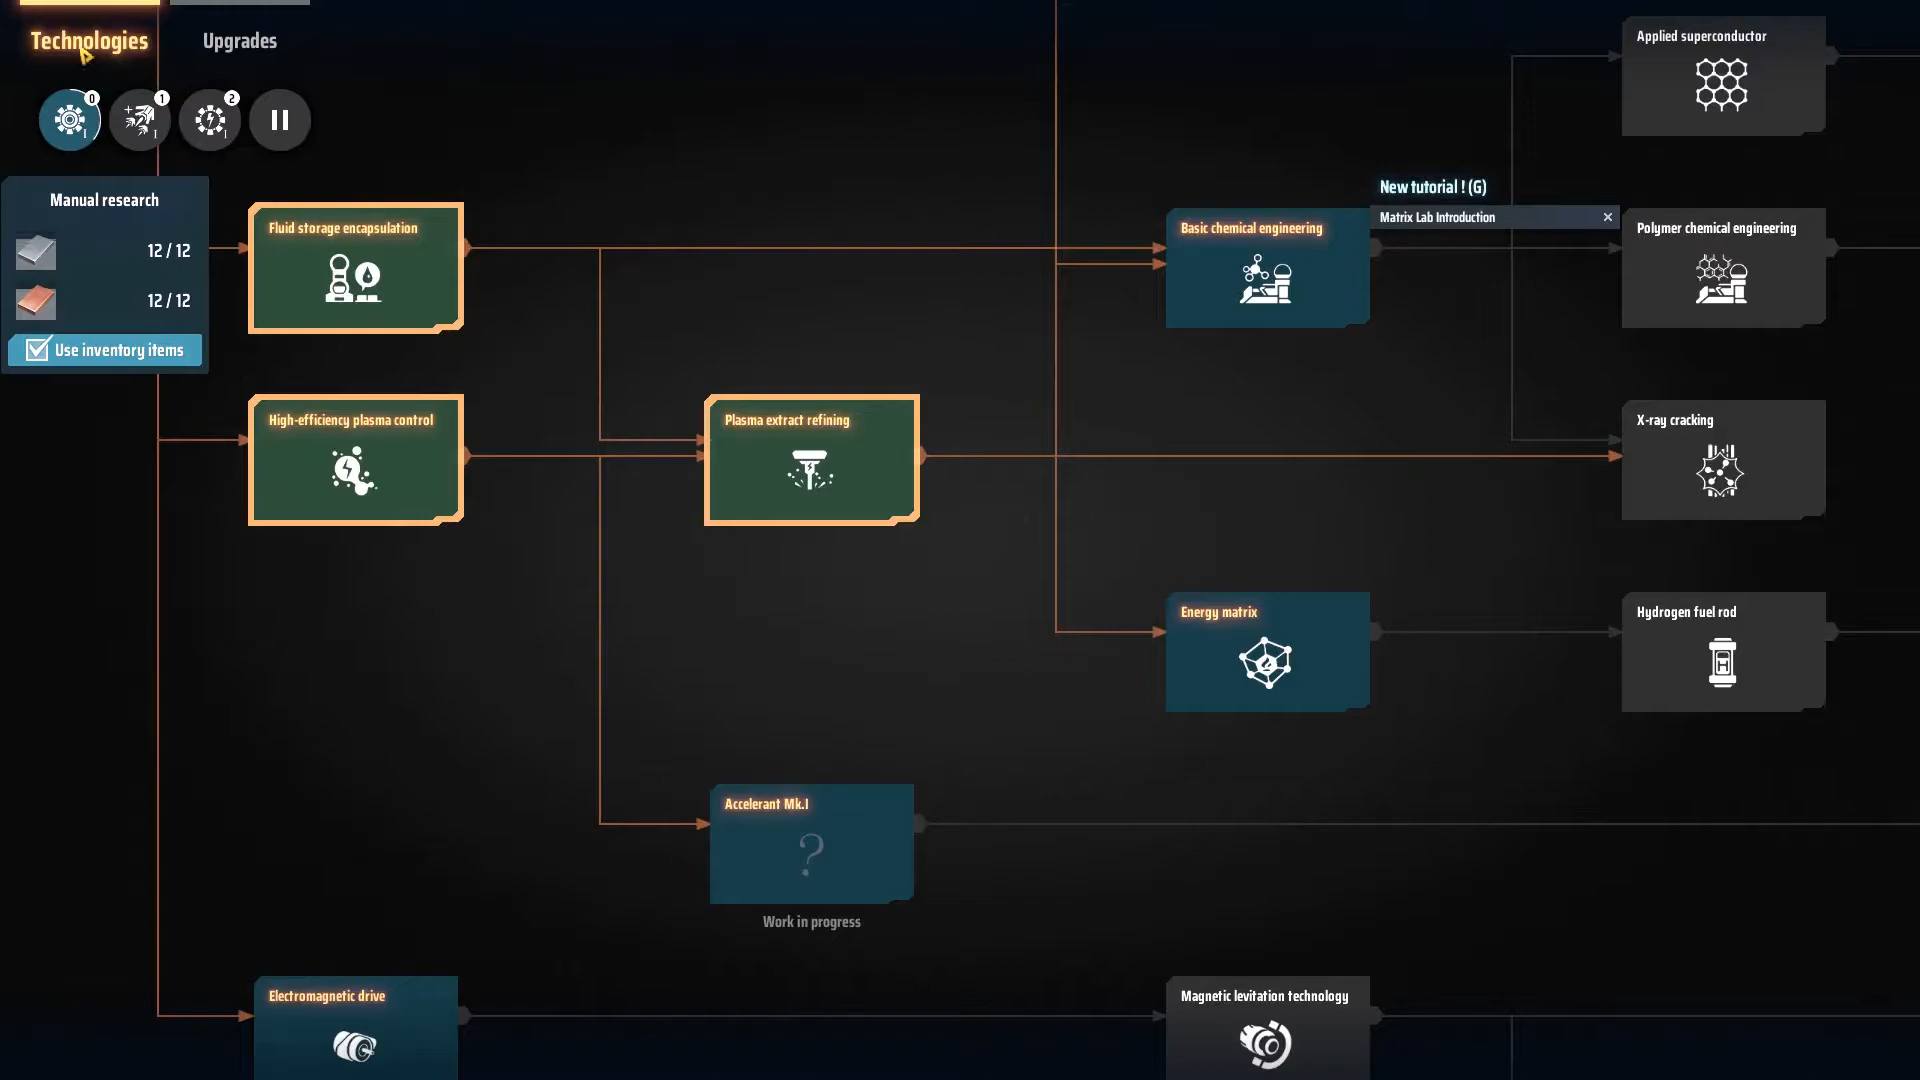 Technologies
Upgrades
Applied superconductor
0
1
2
I
I
I
Manual research
12 / 12
12 / 12
Use inventory items
New tutorial ! (G)
Matrix Lab Introduction
Fluid storage encapsulation
Basic chemical engineering
Polymer chemical engineering
High-efficiency plasma control
Plasma extract refining
X-ray cracking
Energy matrix
Hydrogen fuel rod
Accelerant Mk.I
?
Work in progress
Electromagnetic drive
Magnetic levitation technology